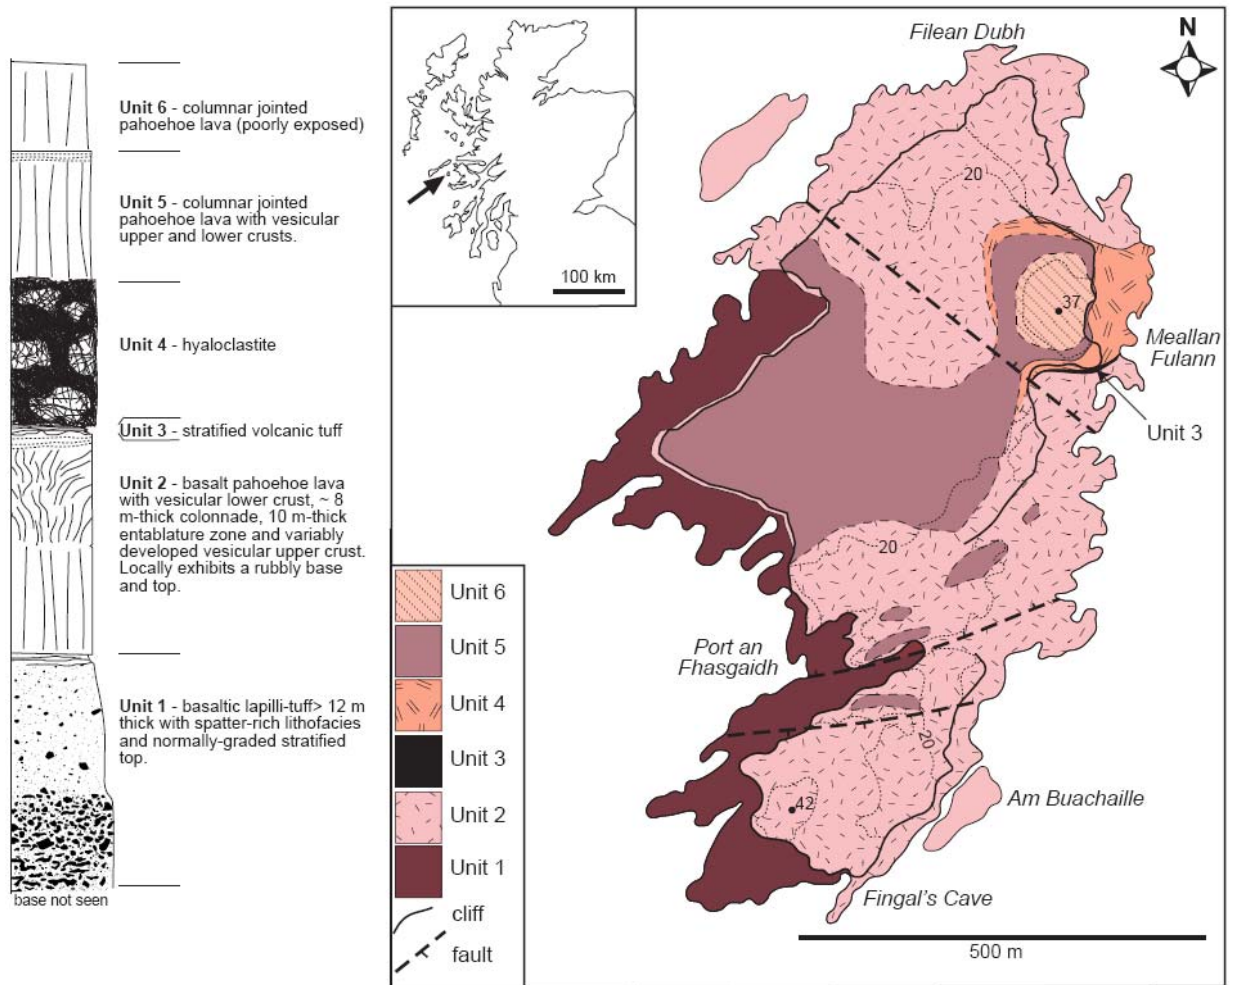 Unit 6 - columnar jointed
pahoehoe lava (poorly exposed)
Unit 5 - columnar jointed
pahoehoe lava with vesicular
upper and lower crusts.
Unit 4 - hyaloclastite
Unit 3 - stratified volcanic tuff
Unit 2 - basalt pahoehoe lava
with vesicular lower crust, ~ 8
m-thick colonnade, 10 m-thick
entablature zone and variably
developed vesicular upper crust.
Locally exhibits a rubbly base
and top.
Unit 1 - basaltic lapilli-tuff> 12 m
thick with spatter-rich lithofacies
and normally-graded stratified
top.
base not seen
100 km
Filean Dubh
N
20
37
Meallan
Fulann
Unit 3
20
Port an
Fhasgaidh
20
42
Am Buachaille
Fingal's Cave
500 m
Unit 6
Unit 5
Unit 4
Unit 3
Unit 2
Unit 1
cliff
fault